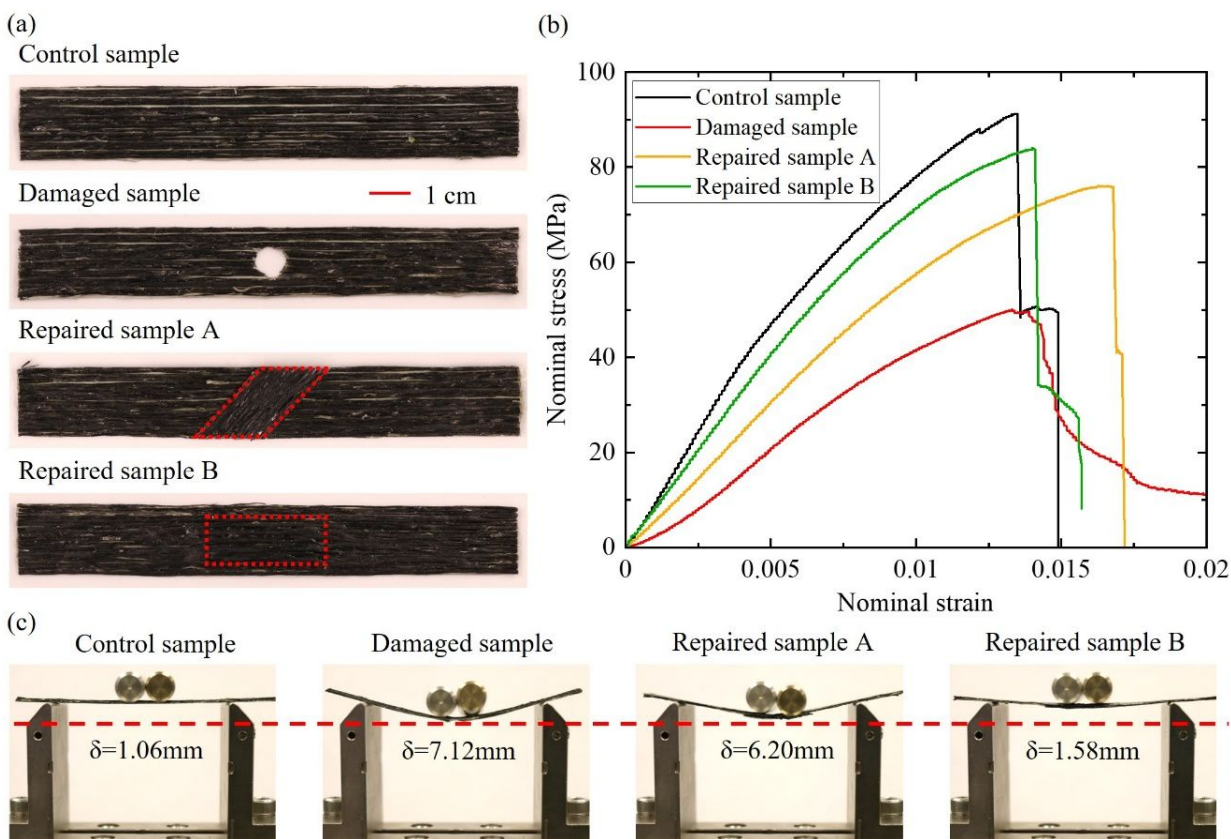 (a)
Control sample
Damaged sample
1 cm
Repaired sample A
Repaired sample B
(b)
100
80
60
40
20
0
Nominal stress (MPa)
Control sample
Damaged sample
Repaired sample A
Repaired sample B
0 0.005 0.01 0.015 0.02
Nominal strain
(c)
Control sample Damaged sample Repaired sample A Repaired sample B
δ=1.06mm δ=7.12mm δ=6.20mm δ=1.58mm